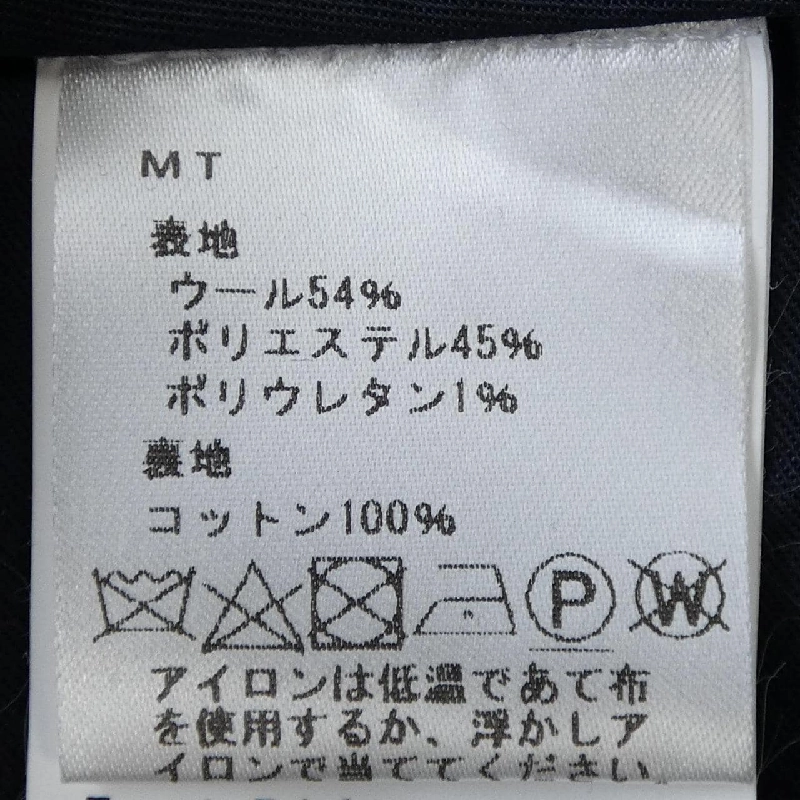 MT
表地
ウール54%
ポリエステル45%
ポリウレタン1%
裏地
コットン100%
P W
アイロンは低温であて布
を使用するか、浮かしア
イロンで当ててください